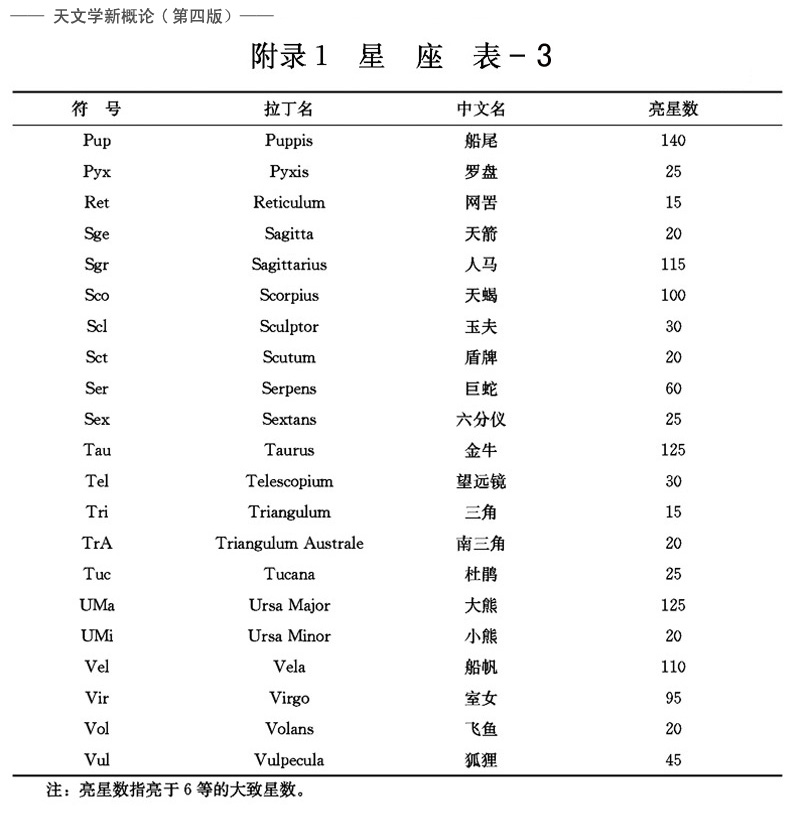 —— 天文学新概论（第四版）——
附录1 星 座 表－3
符 号 拉丁名 中文名 亮星数
Pup Puppis 船尾 140
Pyx Pyxis 罗盘 25
Ret Reticulum 网罟 15
Sge Sagitta 天箭 20
Sgr Sagittarius 人马 115
Sco Scorpius 天蝎 100
Scl Sculptor 玉夫 30
Sct Scutum 盾牌 20
Ser Serpens 巨蛇 60
Sex Sextans 六分仪 25
Tau Taurus 金牛 125
Tel Telescopium 望远镜 30
Tri Triangulum 三角 15
TrA Triangulum Australe 南三角 20
Tuc Tucana 杜鹃 25
UMa Ursa Major 大熊 125
UMi Ursa Minor 小熊 20
Vel Vela 船帆 110
Vir Virgo 室女 95
Vol Volans 飞鱼 20
Vul Vulpecula 狐狸 45
注：亮星数指亮于6等的大致星数。